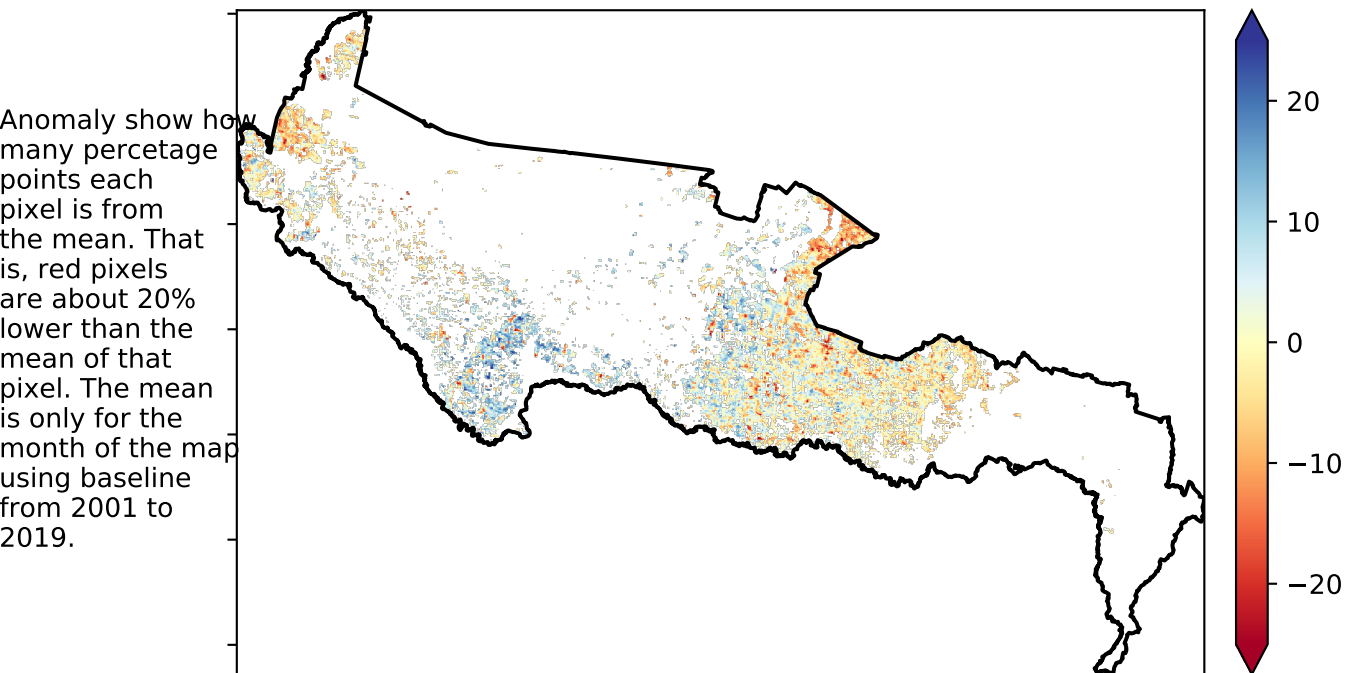 Anomaly show how
many percetage
points each
pixel is from
the mean. That
is, red pixels
are about 20%
lower than the
mean of that
pixel. The mean
is only for the
month of the map
using baseline
from 2001 to
2019.
20
10
0
−10
−20